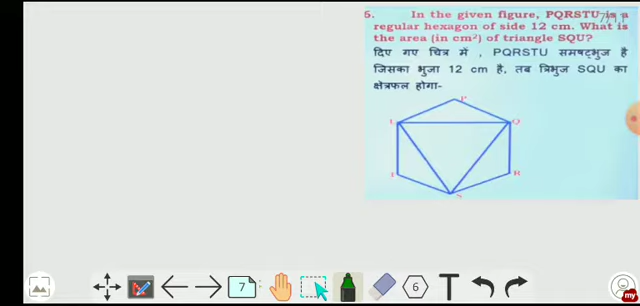 5. In the given figure, PQRSTU is a
regular hexagon of side 12 cm. What is
the area (in cm²) of triangle SQU?
दिए गए चित्र में , PQRSTU समषट्भुज है
जिसका भुजा 12 cm है, तब त्रिभुज SQU का
क्षेत्रफल होगा-
P
Q
R
S
7
6
T
my